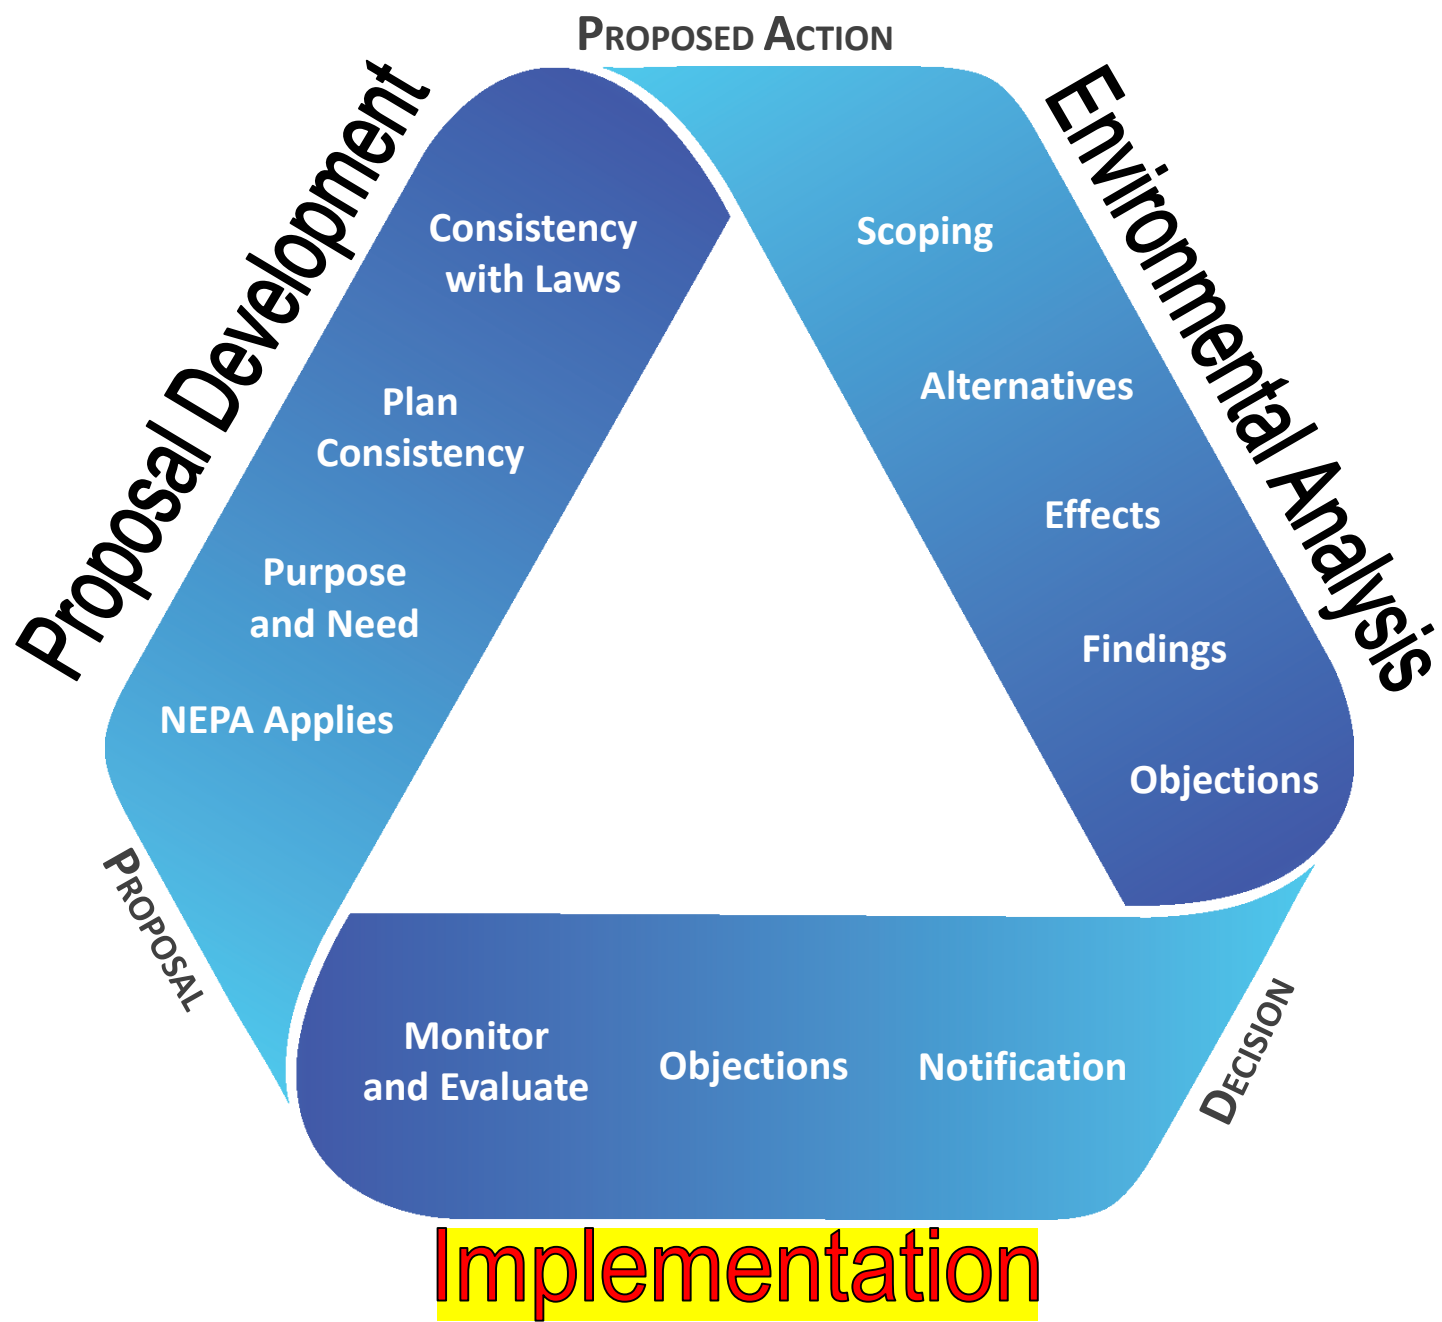 PROPOSED ACTION
Proposal Development
Consistency
with Laws
Plan
Consistency
Purpose
and Need
NEPA Applies
PROPOSAL
Environmental Analysis
Scoping
Alternatives
Effects
Findings
Objections
DECISION
Notification
Objections
Monitor
and Evaluate
Implementation